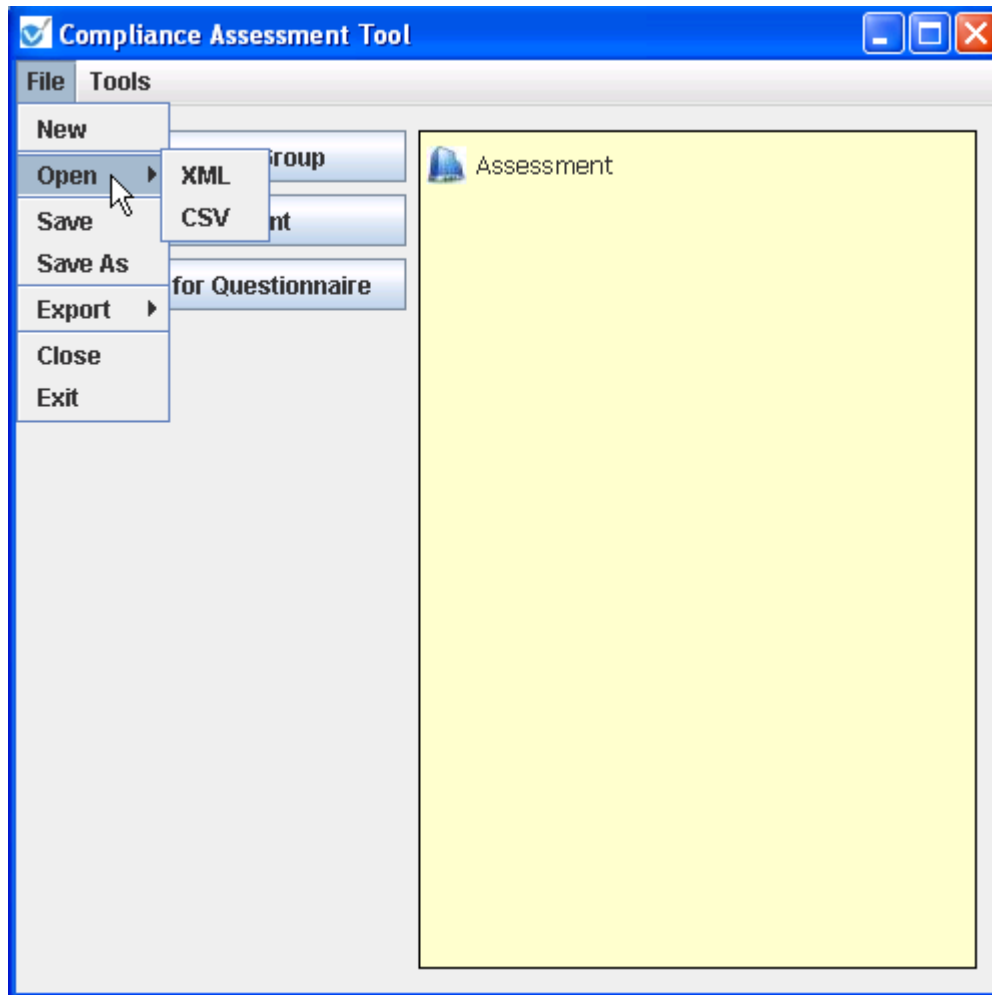 Compliance Assessment Tool
File Tools
New
Open
XML
CSV
Save
Save As
Export
Close
Exit
for Questionnaire
Assessment